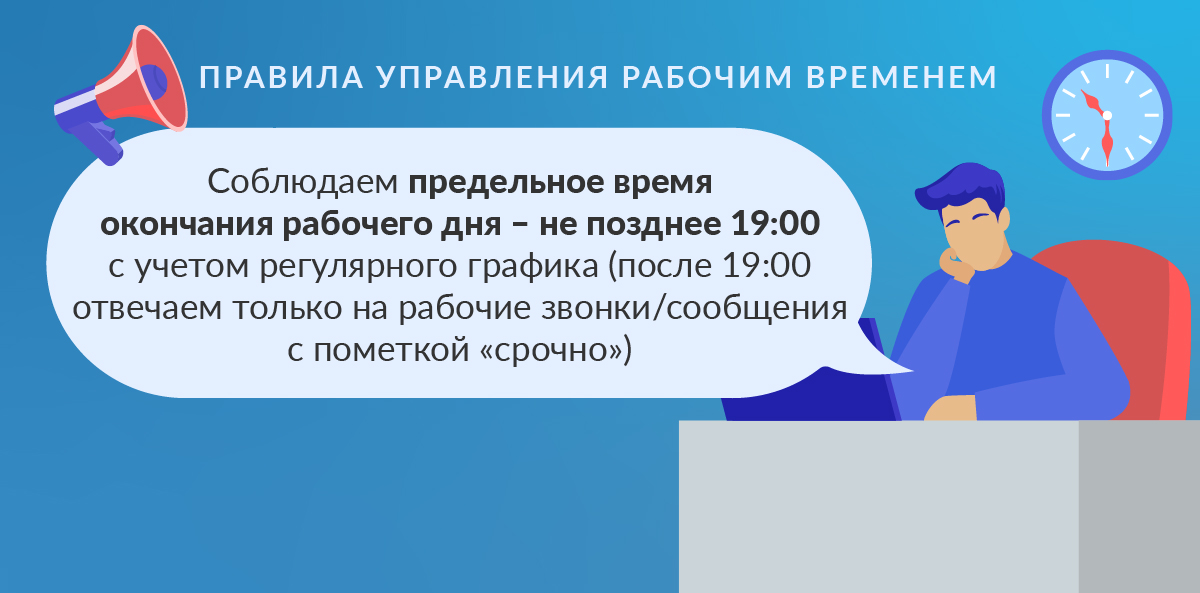 ПРАВИЛА УПРАВЛЕНИЯ РАБОЧИМ ВРЕМЕНЕМ
Соблюдаем предельное время
окончания рабочего дня – не позднее 19:00
с учетом регулярного графика (после 19:00
отвечаем только на рабочие звонки/сообщения
с пометкой «срочно»)